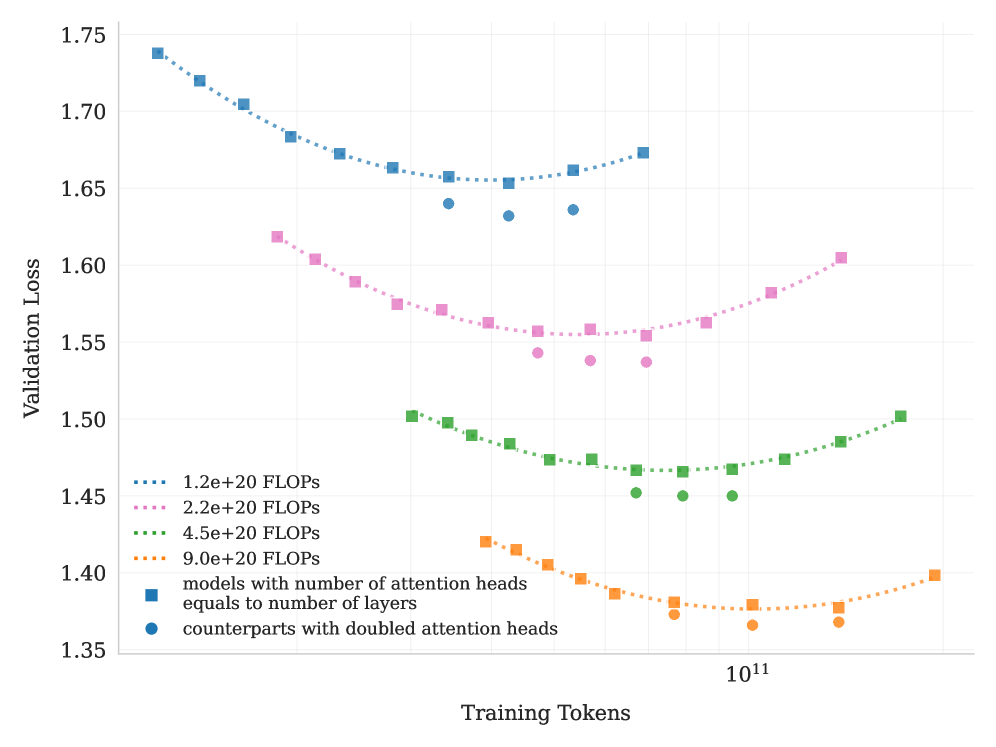 1.75
1.70
1.65
1.60
1.55
1.50
1.45
1.40
1.35
Validation Loss
1.2e+20 FLOPs
2.2e+20 FLOPs
4.5e+20 FLOPs
9.0e+20 FLOPs
models with number of attention heads
equals to number of layers
counterparts with doubled attention heads
10¹¹
Training Tokens